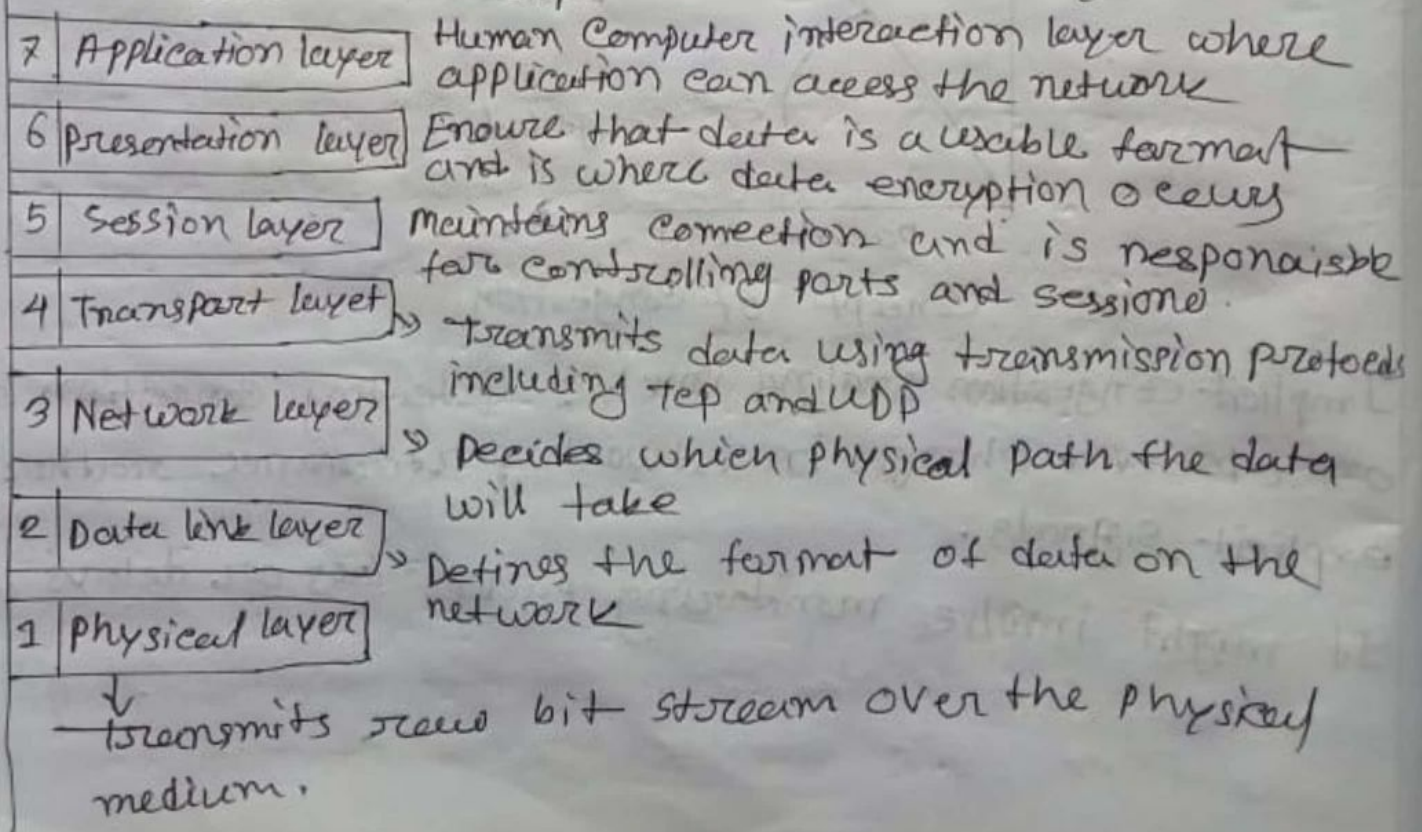 7 Application layer
Human Computer interaction layer where
application can access the network
6 Presentation layer
Enoure that data is a usable format
and is where data encryption occurs
5 Session layer
maintains connection and is responaisble
for controlling ports and sessions.
4 Transport layer
transmits data using transmission protocols
including TCP and UDP
3 Network layer
Decides which physical path the data
will take
2 Data link layer
Defines the format of data on the
network
1 Physical layer
transmits raw bit stream over the physical
medium.